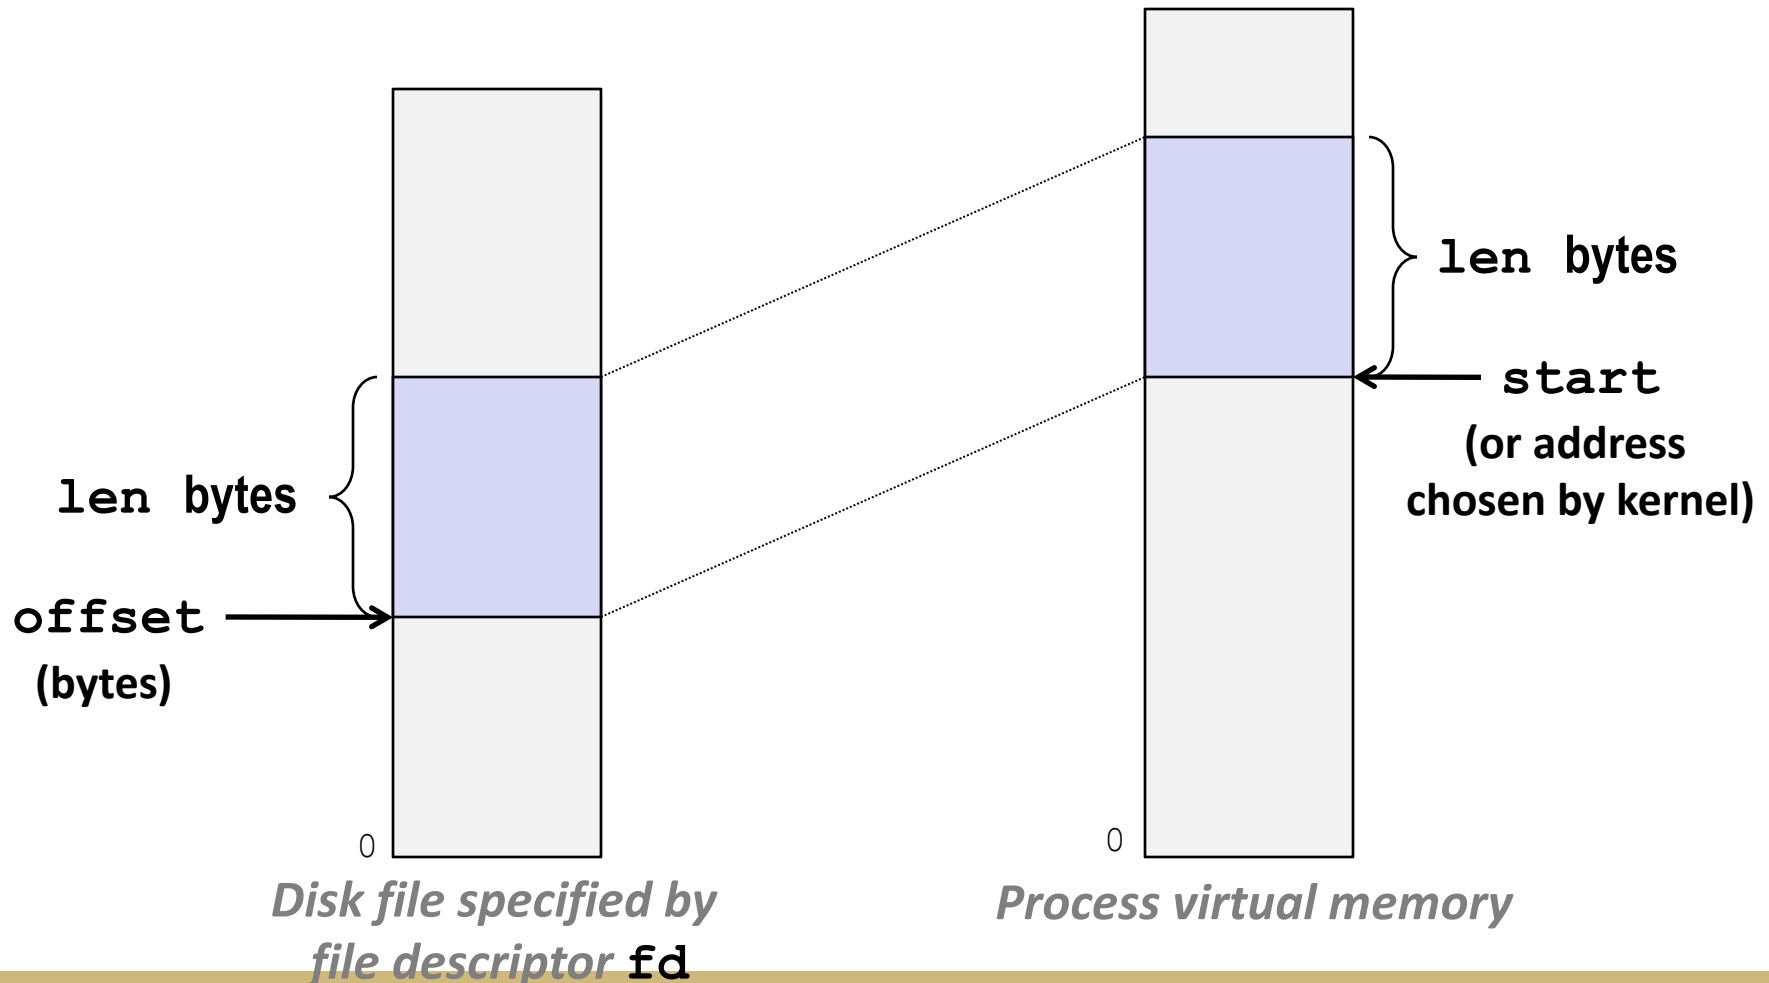 len bytes
start
(or address
chosen by kernel)
len bytes
offset
(bytes)
0
0
Disk file specified by
file descriptor fd
Process virtual memory